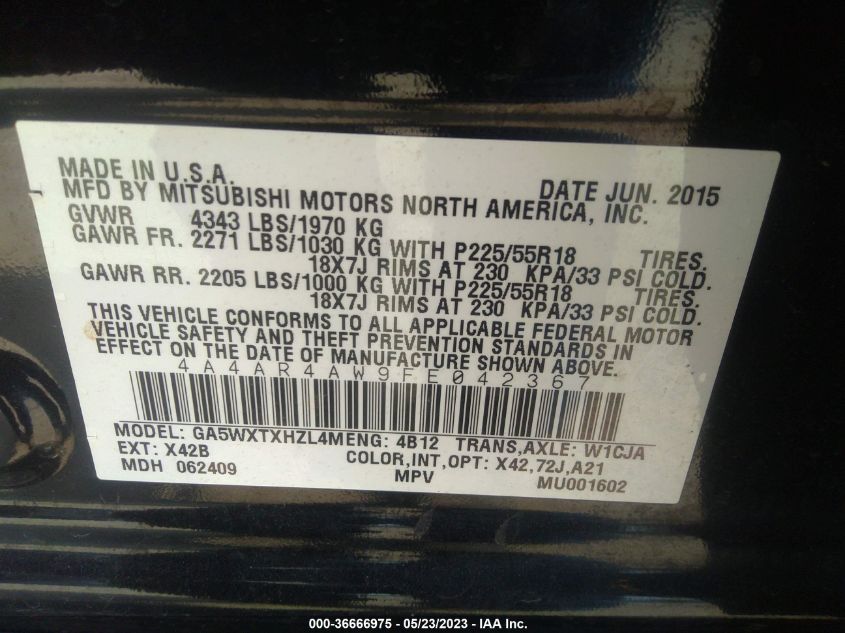 MADE IN U.S.A. DATE JUN. 2015
MFD BY MITSUBISHI MOTORS NORTH AMERICA, INC.
GVWR 4343 LBS/1970 KG
GAWR FR. 2271 LBS/1030 KG WITH P225/55R18 TIRES.
18X7J RIMS AT 230 KPA/33 PSI COLD.
GAWR RR. 2205 LBS/1000 KG WITH P225/55R18 TIRES.
18X7J RIMS AT 230 KPA/33 PSI COLD.
THIS VEHICLE CONFORMS TO ALL APPLICABLE FEDERAL MOTOR
VEHICLE SAFETY AND THEFT PREVENTION STANDARDS IN
EFFECT ON THE DATE OF MANUFACTURE SHOWN ABOVE.
4A4AR4AW9FE042367
MODEL: GA5WXTXHZL4MENG: 4B12 TRANS,AXLE: W1CJA
EXT: X42B COLOR,INT,OPT: X42,72J,A21
MDH 062409 MPV MU001602
000-36666975 — 05/23/2023 — IAA Inc.